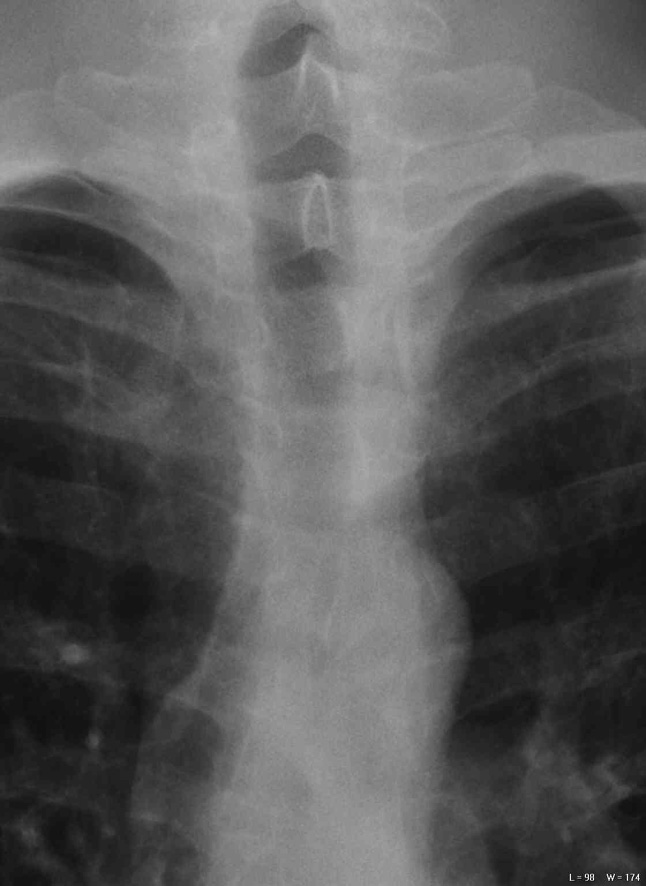 L = 98 W = 174